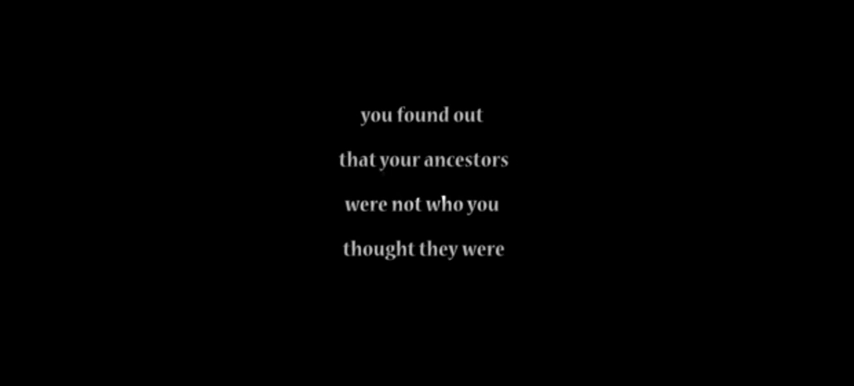 you found out
that your ancestors
were not who you
thought they were